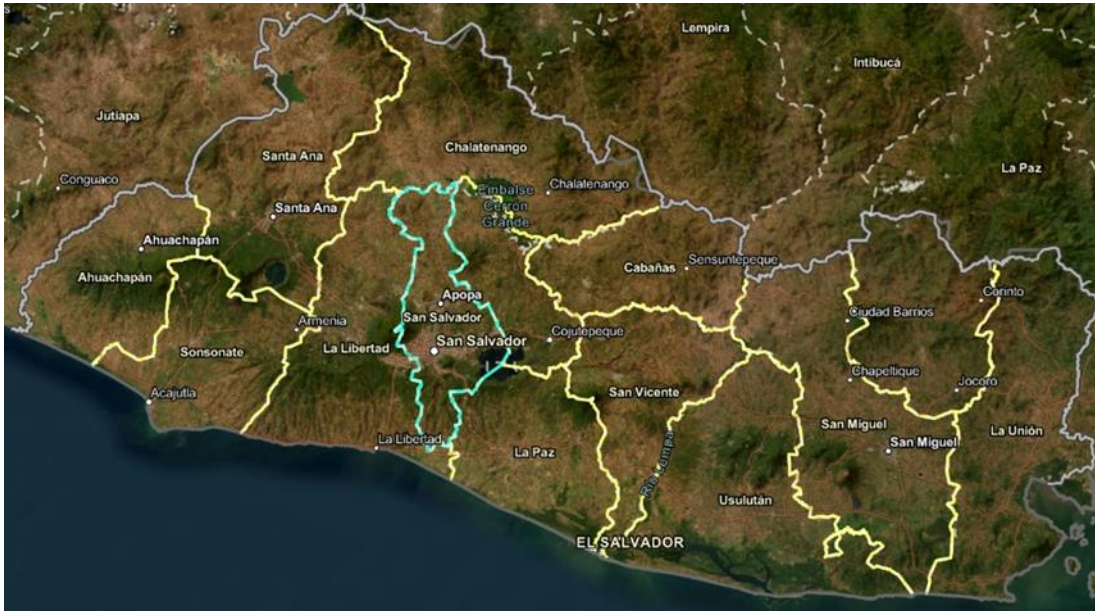 s
Lempira
Intibucá
Jutiapa
Santa Ana
Chalatenango
La Paz
Conguaco
Embalse
Cerrón
Grande
Chalatenango
Santa Ana
Ahuachapán
Ahuachapán
Cabañas
Sensuntepeque
Apopa
Corinto
San Salvador
Ciudad Barrios
Armenia
La Libertad
San Salvador
Cojutepeque
Sonsonate
Chapeltique
Jocoro
Acajutla
San Vicente
San Miguel
La Unión
La Libertad
San Miguel
La Paz
Río Lempa
Usulután
EL SALVADOR